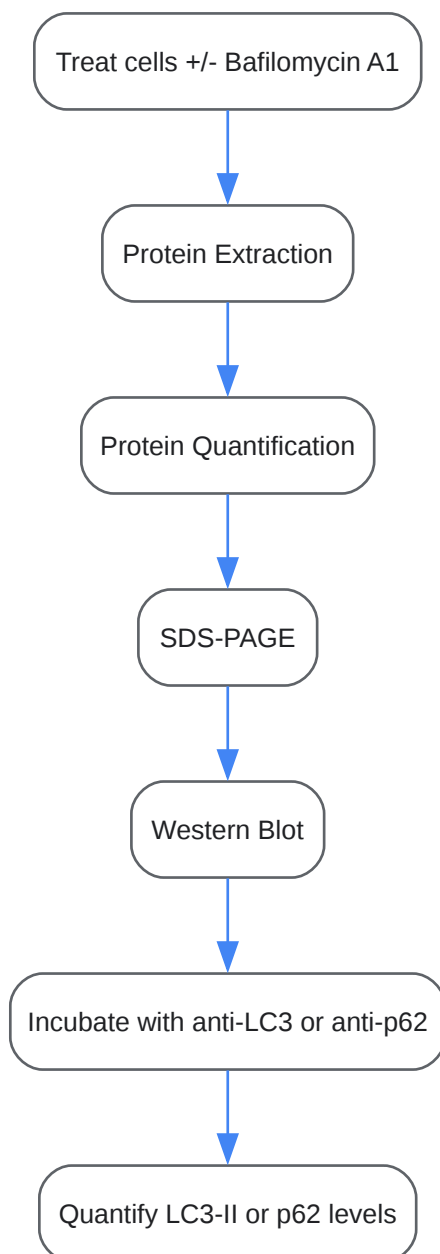 Treat cells +/- Bafilomycin A1
Protein Extraction
Protein Quantification
SDS-PAGE
Western Blot
Incubate with anti-LC3 or anti-p62
Quantify LC3-II or p62 levels